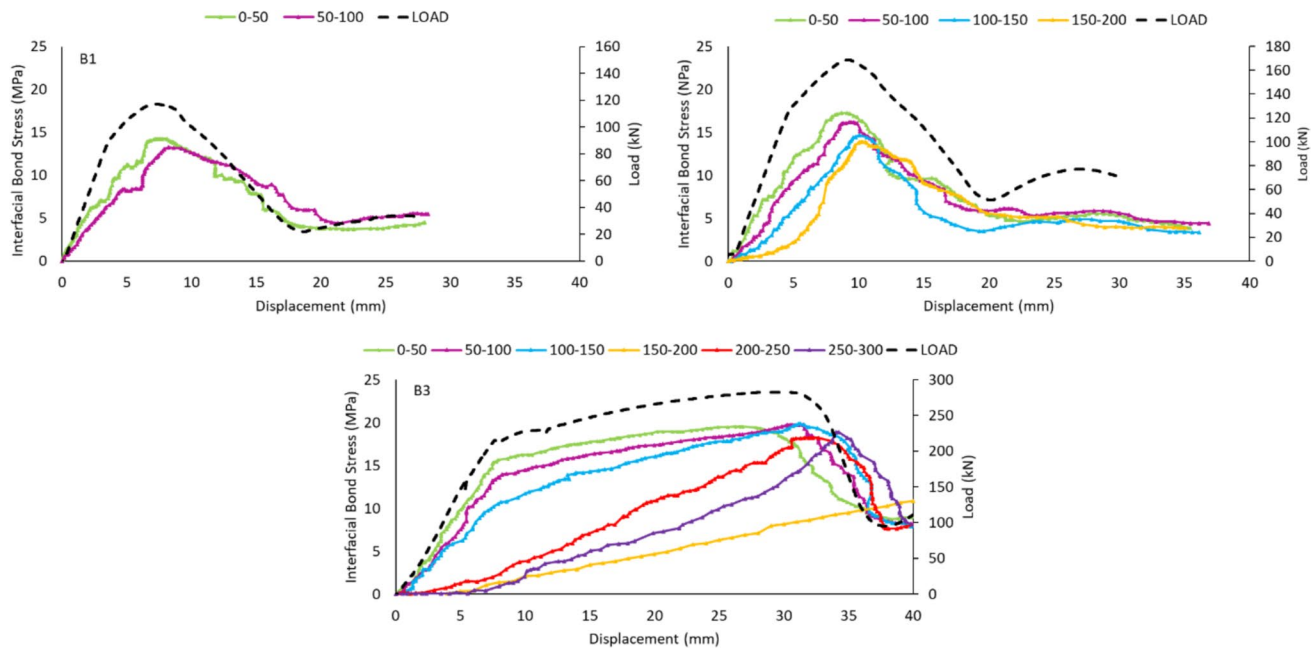 0-50 50-100 LOAD
25
20
15
10
5
0
B1
Interfacial Bond Stress (MPa)
160
140
120
100
80
60
40
20
0
Load (kN)
0 10 20 30 40
Displacement (mm)
0-50 50-100 100-150 150-200 LOAD
25
20
15
10
5
0
Interfacial Bond Stress (NPa)
180
160
140
120
100
80
60
40
20
0
Load (kN)
0 5 10 15 20 25 30 35 40
Displacement (mm)
0-50 50-100 100-150 150-200 200-250 250-300 LOAD
25
20
15
10
5
0
B3
Interfacial Bond Stress (MPa)
300
250
200
150
100
50
0
Load (kN)
0 5 10 15 20 25 30 35 40
Displacement (mm)